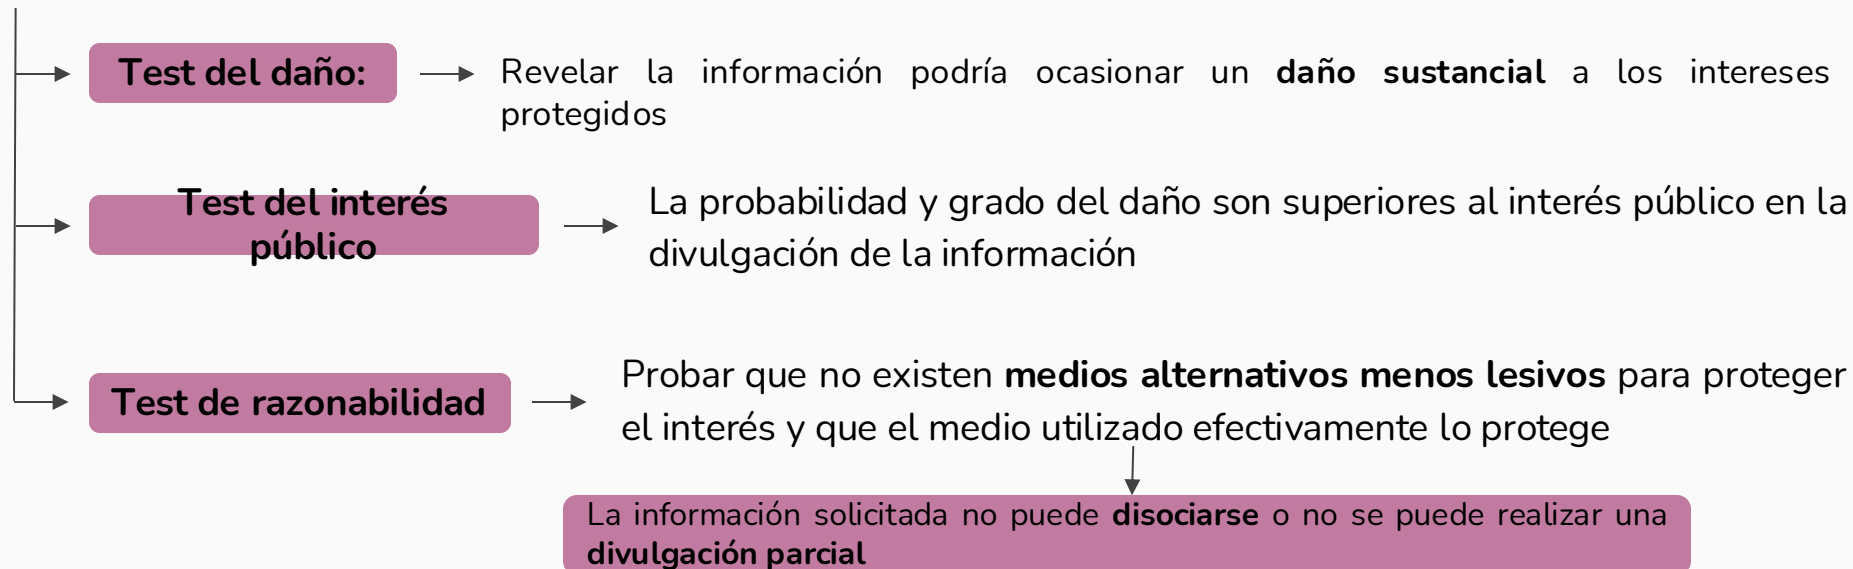 Test del daño:
Revelar la información podría ocasionar un daño sustancial a los intereses
protegidos
Test del interés
público
La probabilidad y grado del daño son superiores al interés público en la
divulgación de la información
Test de razonabilidad
Probar que no existen medios alternativos menos lesivos para proteger
el interés y que el medio utilizado efectivamente lo protege
La información solicitada no puede disociarse o no se puede realizar una
divulgación parcial